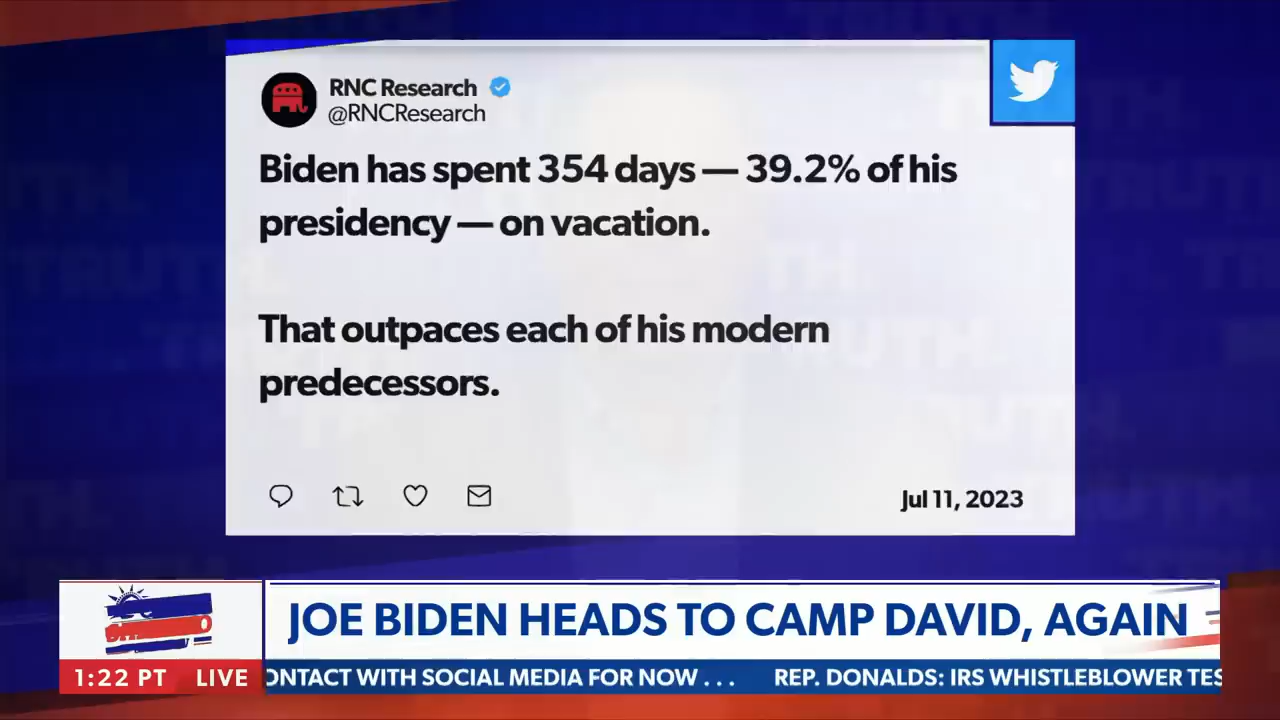 RNC Research
@RNCResearch
Biden has spent 354 days — 39.2% of his
presidency — on vacation.
That outpaces each of his modern
predecessors.
Jul 11, 2023
JOE BIDEN HEADS TO CAMP DAVID, AGAIN
1:22 PT LIVE
ONTACT WITH SOCIAL MEDIA FOR NOW . . . REP. DONALDS: IRS WHISTLEBLOWER TES